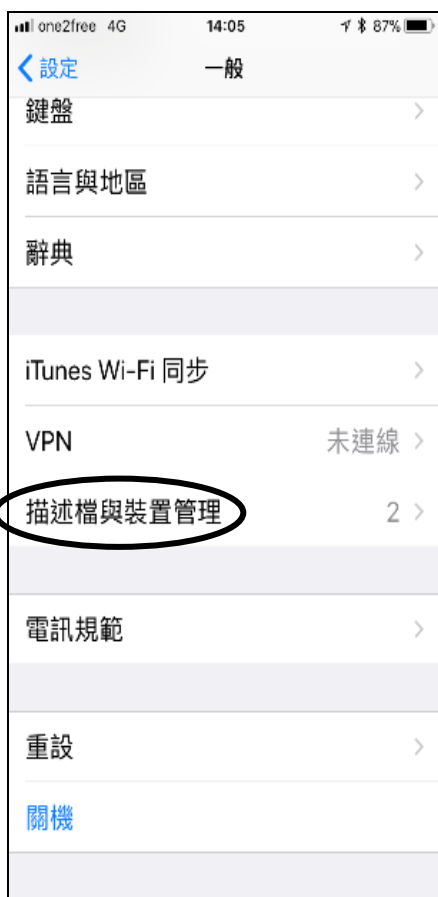 one2free 4G 14:05 87%
設定 一般
鍵盤
語言與地區
辭典
iTunes Wi-Fi 同步
VPN 未連線
描述檔與裝置管理 2
電訊規範
重設
關機